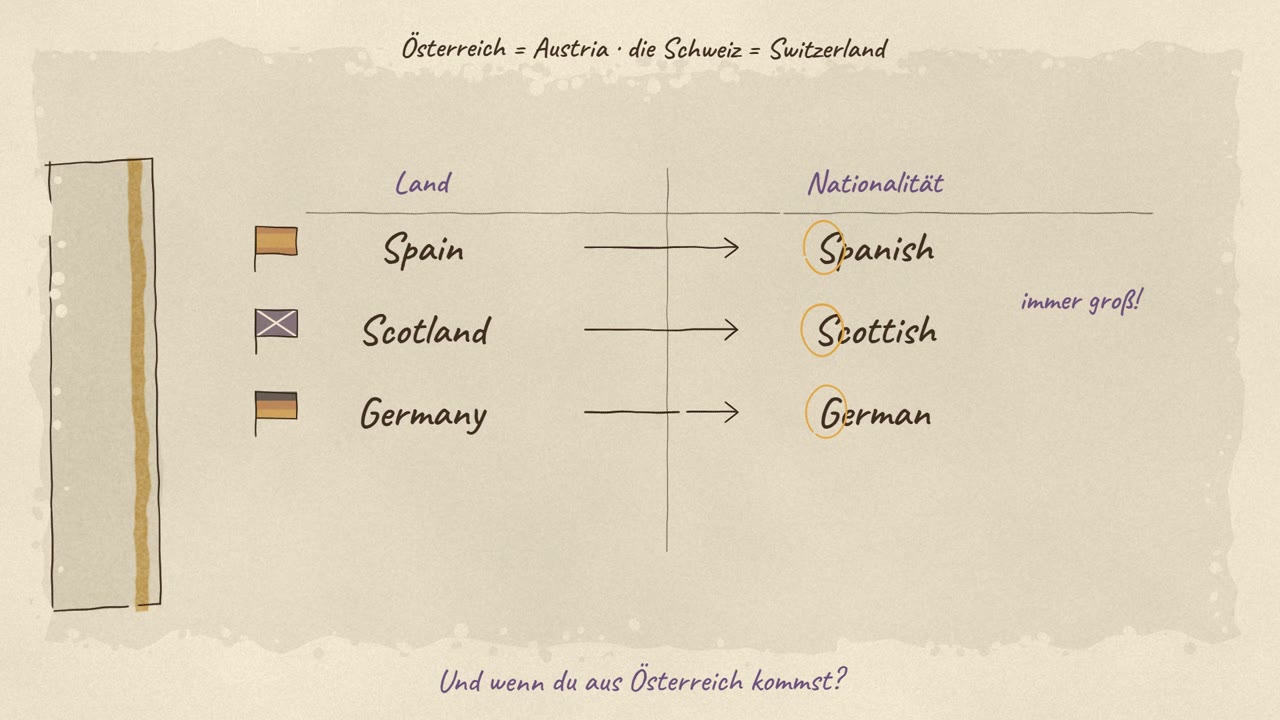 Österreich = Austria · die Schweiz = Switzerland
Land Nationalität
Spain Spanish
immer groß!
Scotland Scottish
Germany German
Und wenn du aus Österreich kommst?